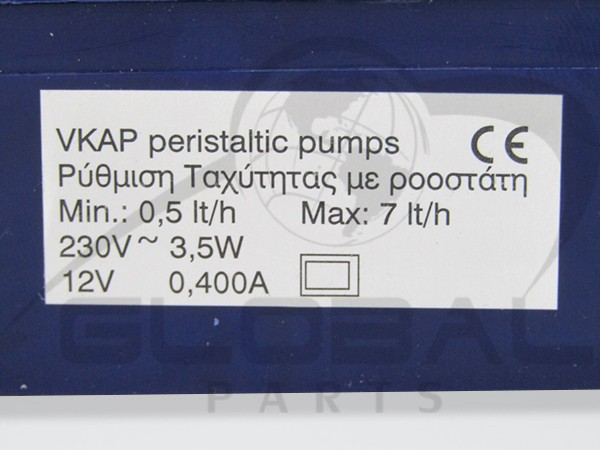 VKAP peristaltic pumps CE
Ρύθμιση Ταχύτητας με ροοστάτη
Min.: 0,5 lt/h Max: 7 lt/h
230V ~ 3,5W
12V 0,400A
GLOBAL
PARTS